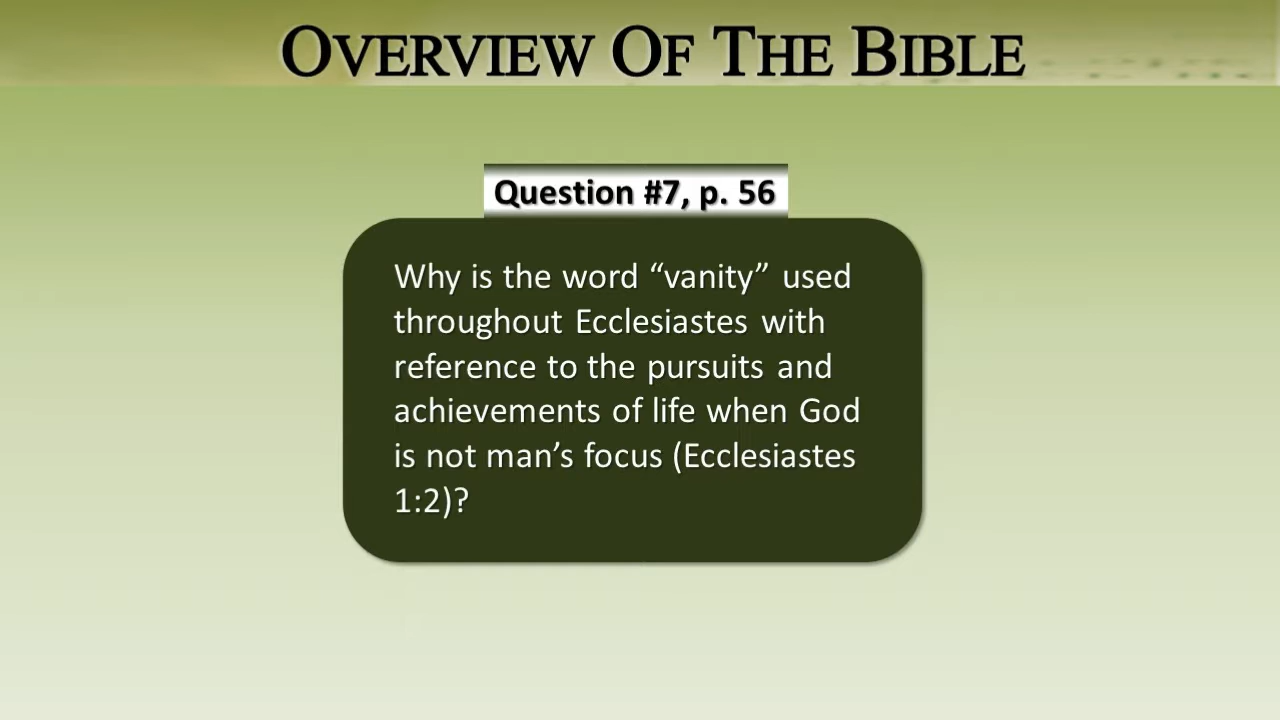 OVERVIEW OF THE BIBLE
Question #7, p. 56
Why is the word “vanity” used
throughout Ecclesiastes with
reference to the pursuits and
achievements of life when God
is not man’s focus (Ecclesiastes
1:2)?